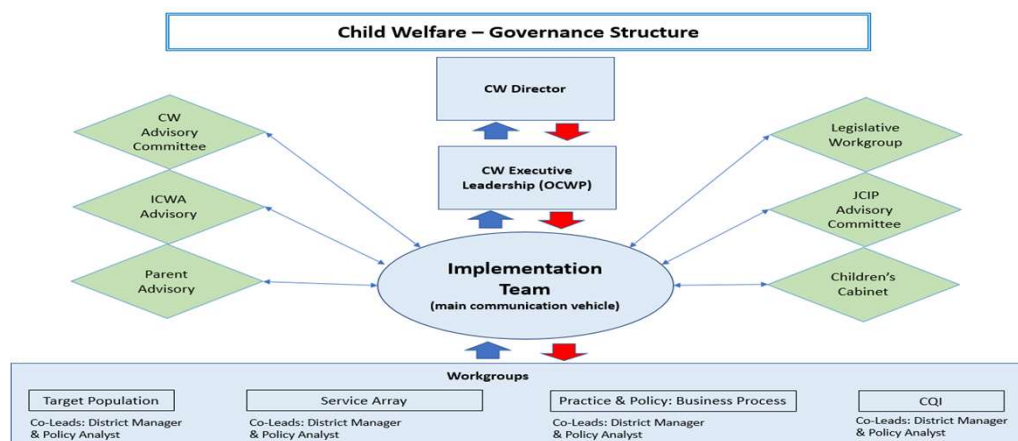 Child Welfare – Governance Structure
CW Director
CW
Advisory
Committee
Legislative
Workgroup
CW Executive
Leadership (OCWP)
ICWA
Advisory
JCIP
Advisory
Committee
Implementation
Team
(main communication vehicle)
Parent
Advisory
Children's
Cabinet
Workgroups
Target Population
Co-Leads: District Manager
& Policy Analyst
Service Array
Co-Leads: District Manager
& Policy Analyst
Practice & Policy: Business Process
Co-Leads: District Manager
& Policy Analyst
CQI
Co-Leads: District Manager
& Policy Analyst